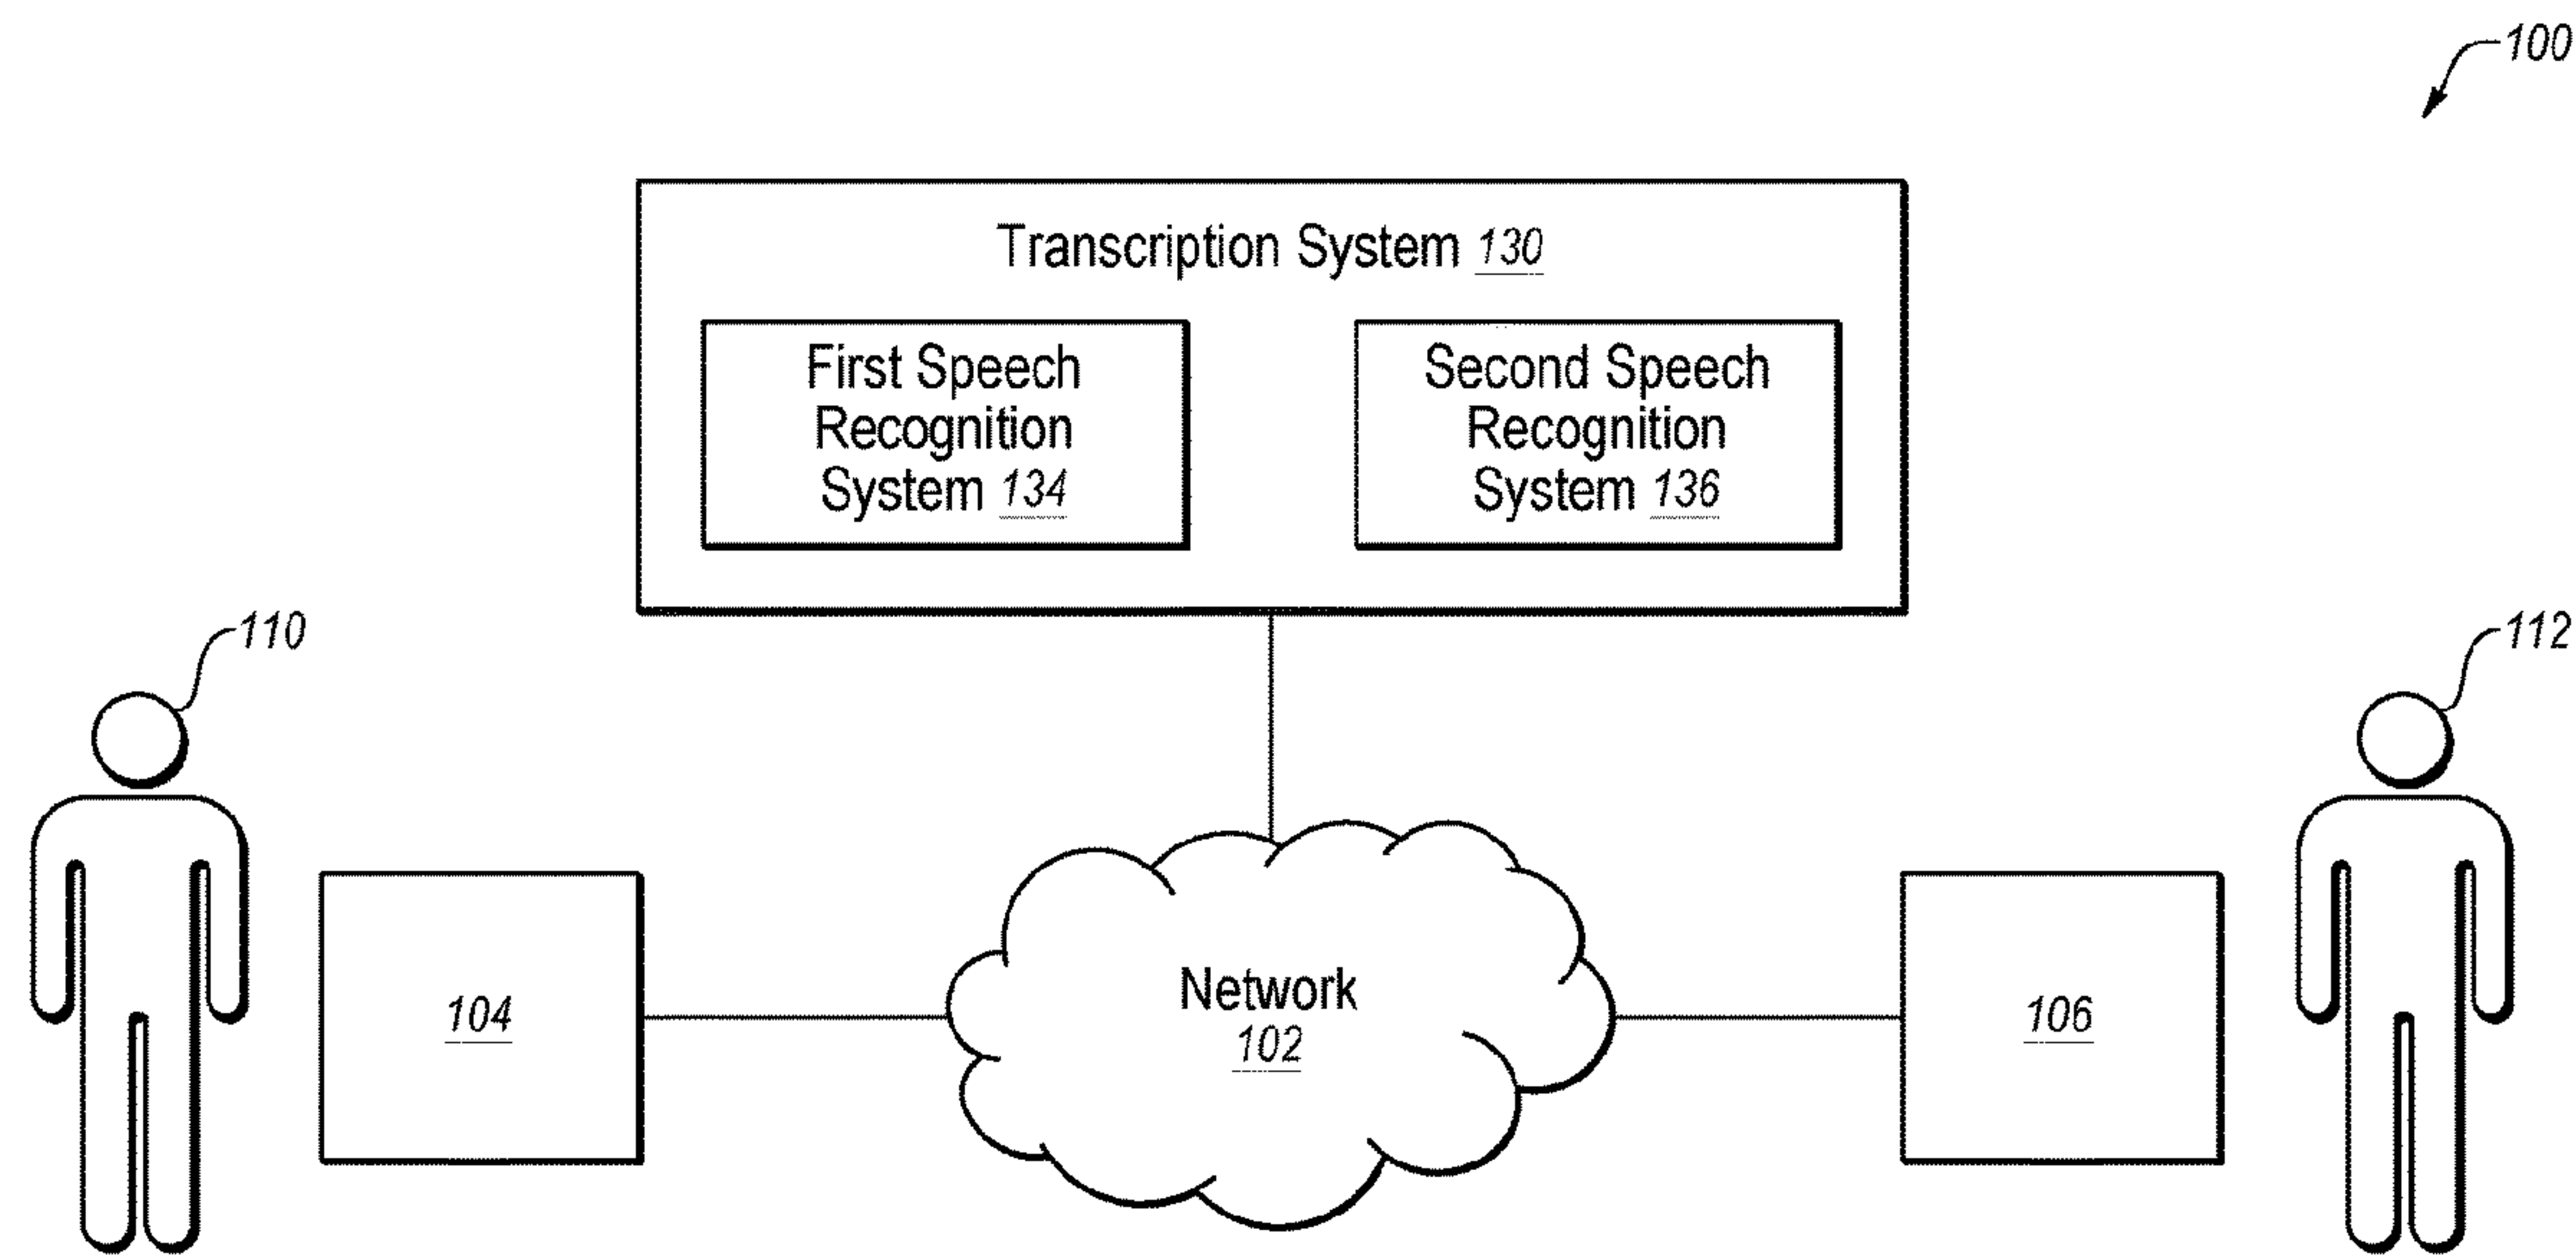 100
Transcription System 130
First Speech
Recognition
System 134
Second Speech
Recognition
System 136
110
112
104
Network
102
106